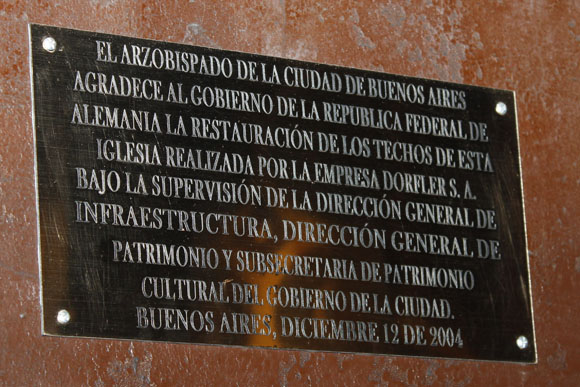 EL ARZOBISPADO DE LA CIUDAD DE BUENOS AIRES
AGRADECE AL GOBIERNO DE LA REPUBLICA FEDERAL DE
ALEMANIA LA RESTAURACIÓN DE LOS TECHOS DE ESTA
IGLESIA REALIZADA POR LA EMPRESA DORFLER S. A.
BAJO LA SUPERVISIÓN DE LA DIRECCIÓN GENERAL DE
INFRAESTRUCTURA, DIRECCIÓN GENERAL DE
PATRIMONIO Y SUBSECRETARIA DE PATRIMONIO
CULTURAL DEL GOBIERNO DE LA CIUDAD.
BUENOS AIRES, DICIEMBRE 12 DE 2004